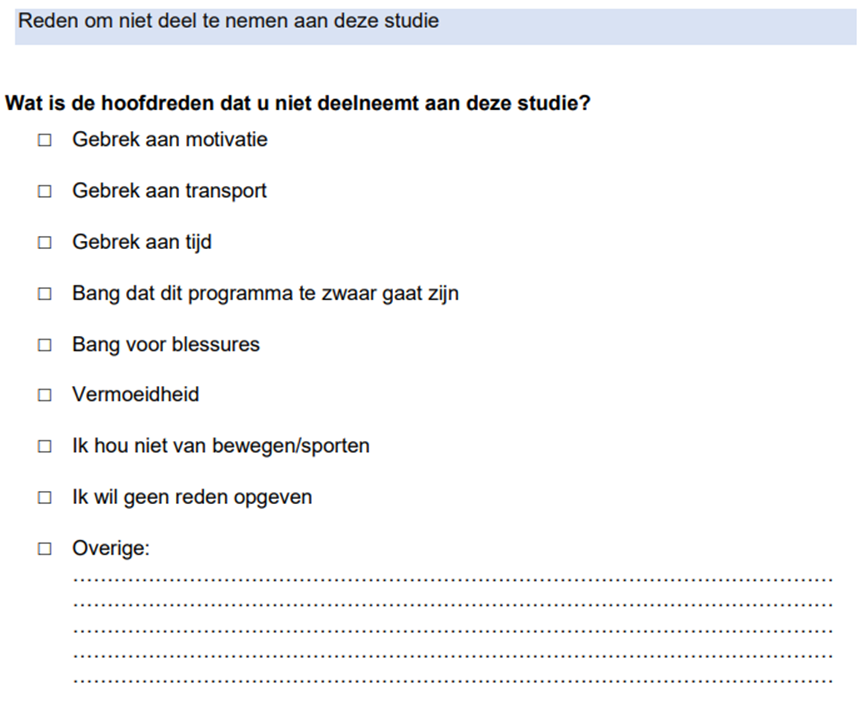 Reden om niet deel te nemen aan deze studie
Wat is de hoofdreden dat u niet deelneemt aan deze studie?
□ Gebrek aan motivatie
□ Gebrek aan transport
□ Gebrek aan tijd
□ Bang dat dit programma te zwaar gaat zijn
□ Bang voor blessures
□ Vermoeidheid
□ Ik hou niet van bewegen/sporten
□ Ik wil geen reden opgeven
□ Overige:
..............................................................................................................
..............................................................................................................
..............................................................................................................
..............................................................................................................
..............................................................................................................